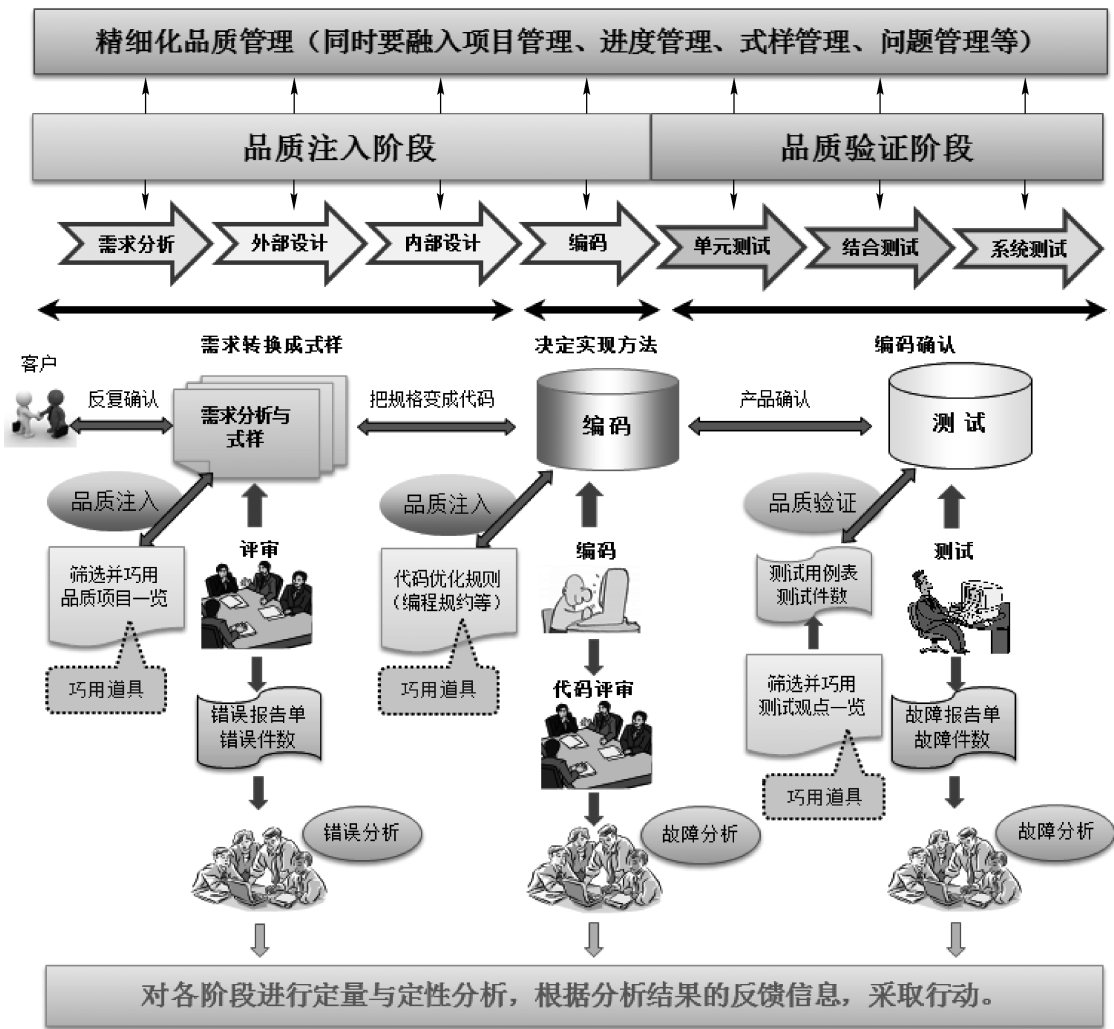 精细化品质管理（同时要融入项目管理、进度管理、式样管理、问题管理等）
品质注入阶段
品质验证阶段
需求分析
外部设计
内部设计
编码
单元测试
结合测试
系统测试
需求转换成式样
决定实现方法
编码确认
客户
反复确认
需求分析与
式样
把规格变成代码
编码
产品确认
测 试
品质注入
品质注入
品质验证
评审
编码
测试
筛选并巧用
品质项目一览
代码优化规则
（编程规约等）
测试用例表
测试件数
巧用道具
巧用道具
代码评审
筛选并巧用
测试观点一览
错误报告单
错误件数
故障报告单
故障件数
巧用道具
错误分析
故障分析
故障分析
对各阶段进行定量与定性分析，根据分析结果的反馈信息，采取行动。